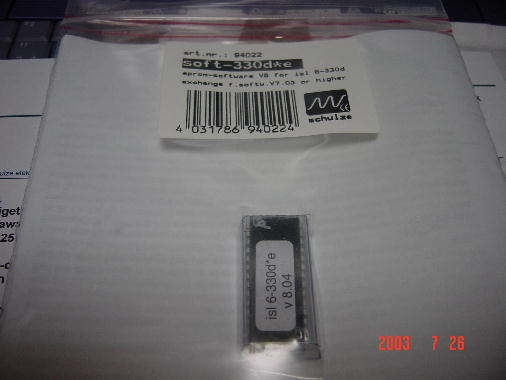 art.nr.: 94022
soft-330d*e
eprom-software V8 for isl 6-330d
exchange f.softw.V7.03 or higher
schulze
4 031786 940224
isl 6-330d*e
v 8.04
2003 7 26